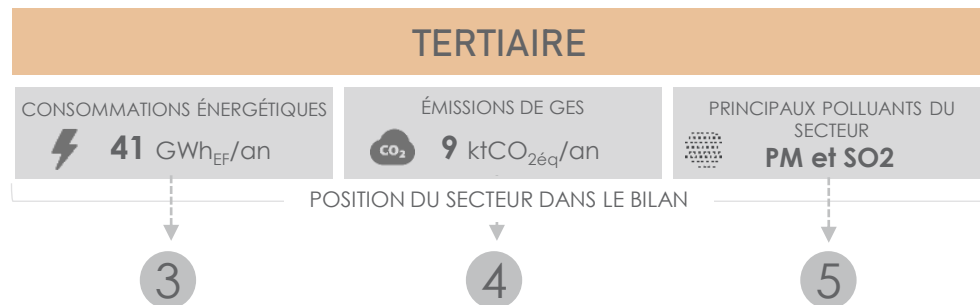 TERTIAIRE
CONSOMMATIONS ÉNERGÉTIQUES
41 GWhEF/an
ÉMISSIONS DE GES
CO2
9 ktCO2éq/an
PRINCIPAUX POLLUANTS DU
SECTEUR
PM et SO2
POSITION DU SECTEUR DANS LE BILAN
3
4
5